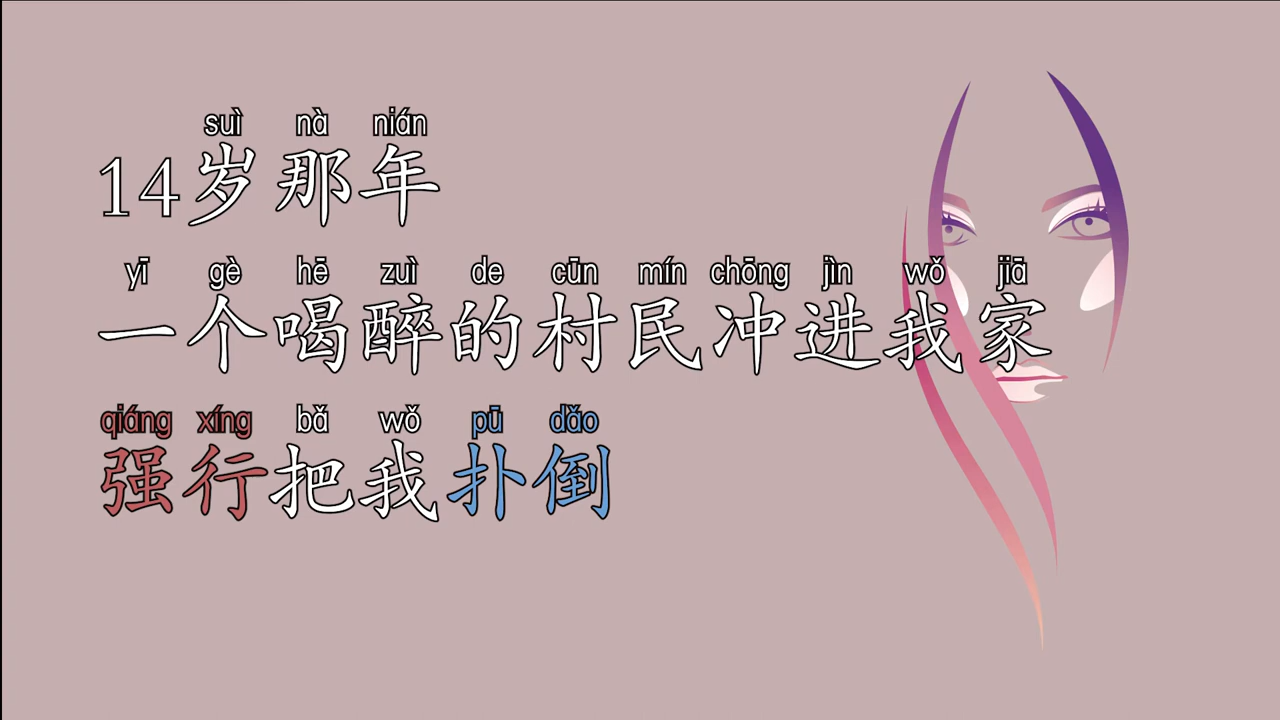 suì nà nián
14岁那年
yī gè hē zuì de cūn mín chōng jìn wǒ jiā
一个喝醉的村民冲进我家
qiáng xíng bǎ wǒ pū dǎo
强行把我扑倒